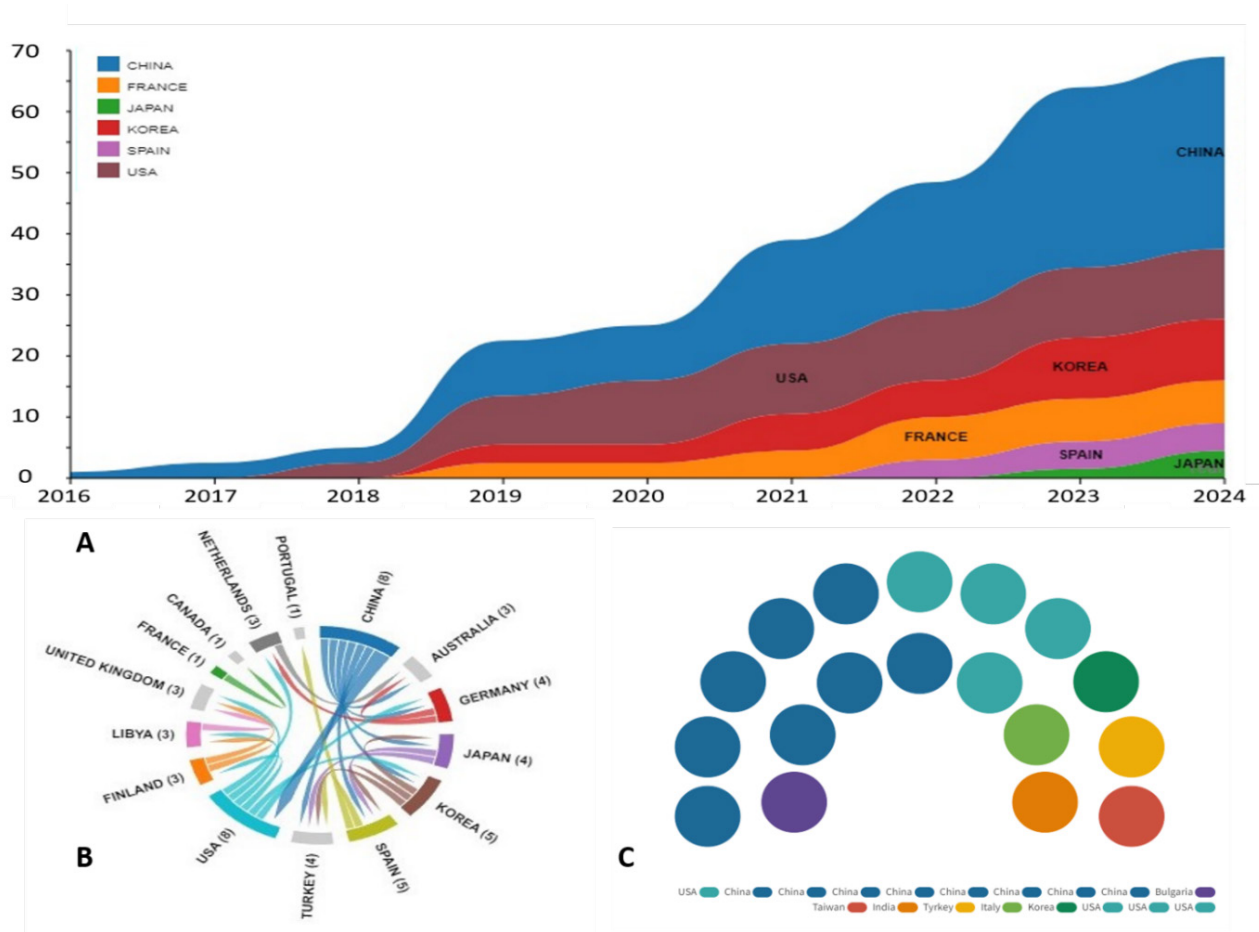 70
60
50
40
30
20
10
0
CHINA
FRANCE
JAPAN
KOREA
SPAIN
USA
CHINA
USA
KOREA
FRANCE
SPAIN
JAPAN
2016 2017 2018 2019 2020 2021 2022 2023 2024
A
NETHERLANDS (3)
PORTUGAL (1)
CHINA (8)
CANADA (1)
AUSTRALIA (3)
FRANCE (1)
UNITED KINGDOM (3)
GERMANY (4)
LIBYA (3)
JAPAN (4)
FINLAND (3)
KOREA (5)
USA (8)
TURKEY (4)
SPAIN (5)
B
C
USA China China China China China China China China Bulgaria
Taiwan India Tyrkey Italy Korea USA USA USA